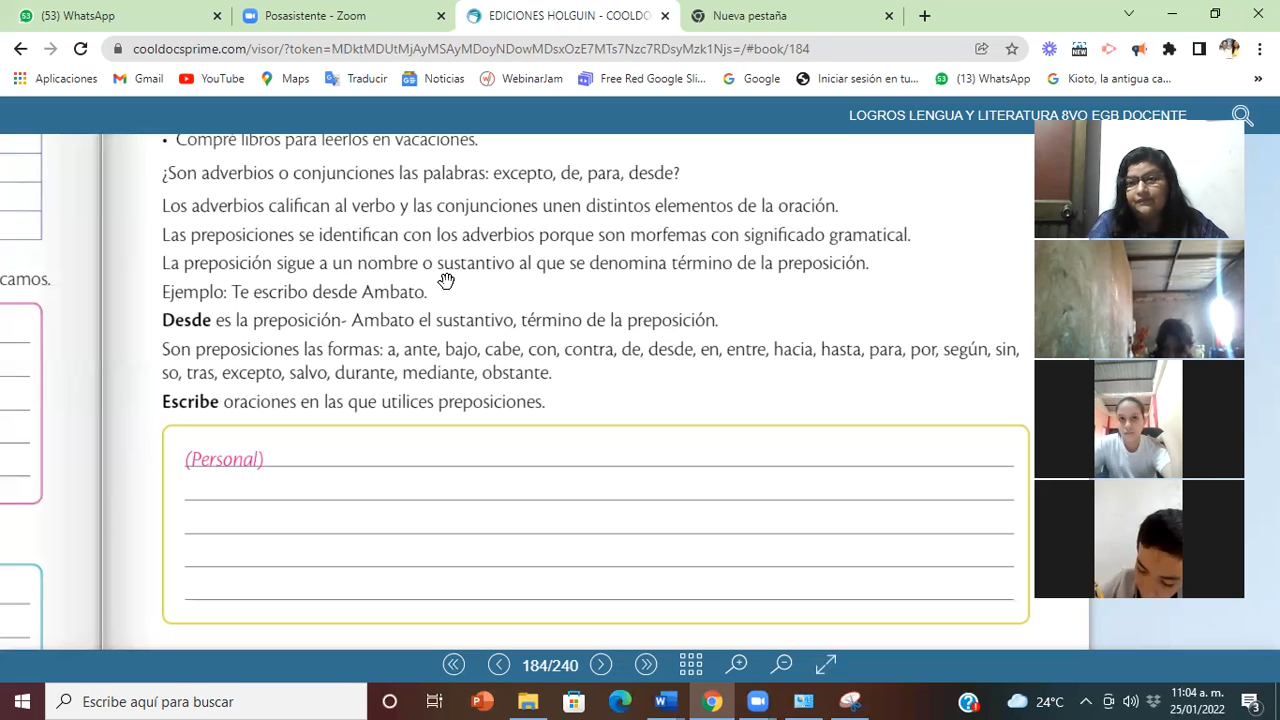 (53) WhatsApp
Posasistente - Zoom
EDICIONES HOLGUIN - COOLDO
Nueva pestaña
cooldocsprime.com/visor/?token=MDktMDUtMjAyMSAyMDoyNDowMDsxOzE7MTs7Nzc7RDsyMzk1Njs=/#book/184
Aplicaciones
Gmail
YouTube
Maps
Traducir
Noticias
WebinarJam
Free Red Google Sli...
Google
Iniciar sesión en tu...
(13) WhatsApp
Kioto, la antigua ca...
»
LOGROS LENGUA Y LITERATURA 8VO EGB DOCENTE
• Compré libros para leerlos en vacaciones.
¿Son adverbios o conjunciones las palabras: excepto, de, para, desde?
Los adverbios califican al verbo y las conjunciones unen distintos elementos de la oración.
Las preposiciones se identifican con los adverbios porque son morfemas con significado gramatical.
La preposición sigue a un nombre o sustantivo al que se denomina término de la preposición.
camos.
Ejemplo: Te escribo desde Ambato.
Desde es la preposición- Ambato el sustantivo, término de la preposición.
Son preposiciones las formas: a, ante, bajo, cabe, con, contra, de, desde, en, entre, hacia, hasta, para, por, según, sin,
so, tras, excepto, salvo, durante, mediante, obstante.
Escribe oraciones en las que utilices preposiciones.
(Personal)
184/240
Escribe aquí para buscar
24°C
11:04 a. m.
25/01/2022
3